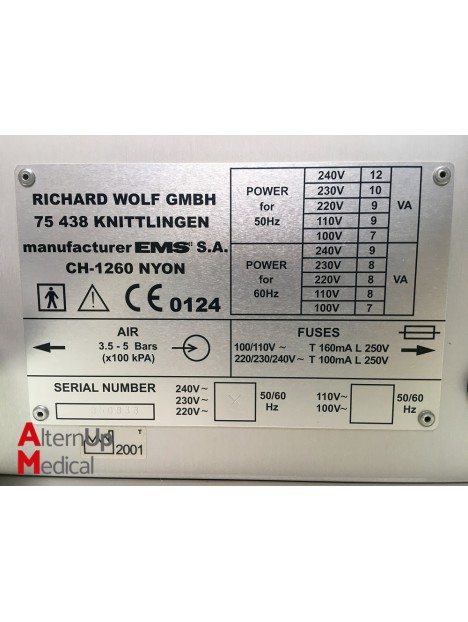 RICHARD WOLF GMBH
75 438 KNITTLINGEN
manufacturer EMS S.A.
CH-1260 NYON
CE 0124
POWER for 50Hz
240V 12
230V 10
220V 9
110V 9
100V 7
VA
POWER for 60Hz
240V 9
230V 8
220V 8
110V 8
100V 7
VA
AIR
3.5 - 5 Bars
(x100 kPA)
FUSES
100/110V ~ T 160mA L 250V
220/230/240V~ T 100mA L 250V
SERIAL NUMBER
240V~
230V~
220V~
X
50/60 Hz
110V~
100V~
50/60 Hz
T
2001
AlternUp
Medical